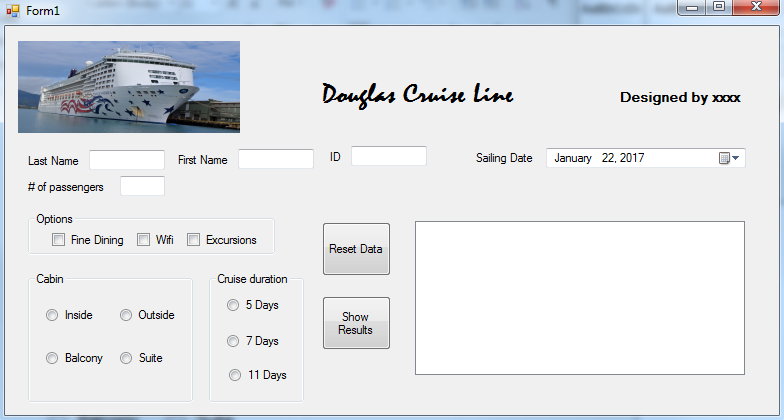 Form1
Douglas Cruise Line
Designed by xxxx
Last Name
First Name
ID
Sailing Date
January 22, 2017
# of passengers
Options
Fine Dining
Wifi
Excursions
Reset Data
Cabin
Inside
Outside
Balcony
Suite
Cruise duration
5 Days
7 Days
11 Days
Show
Results